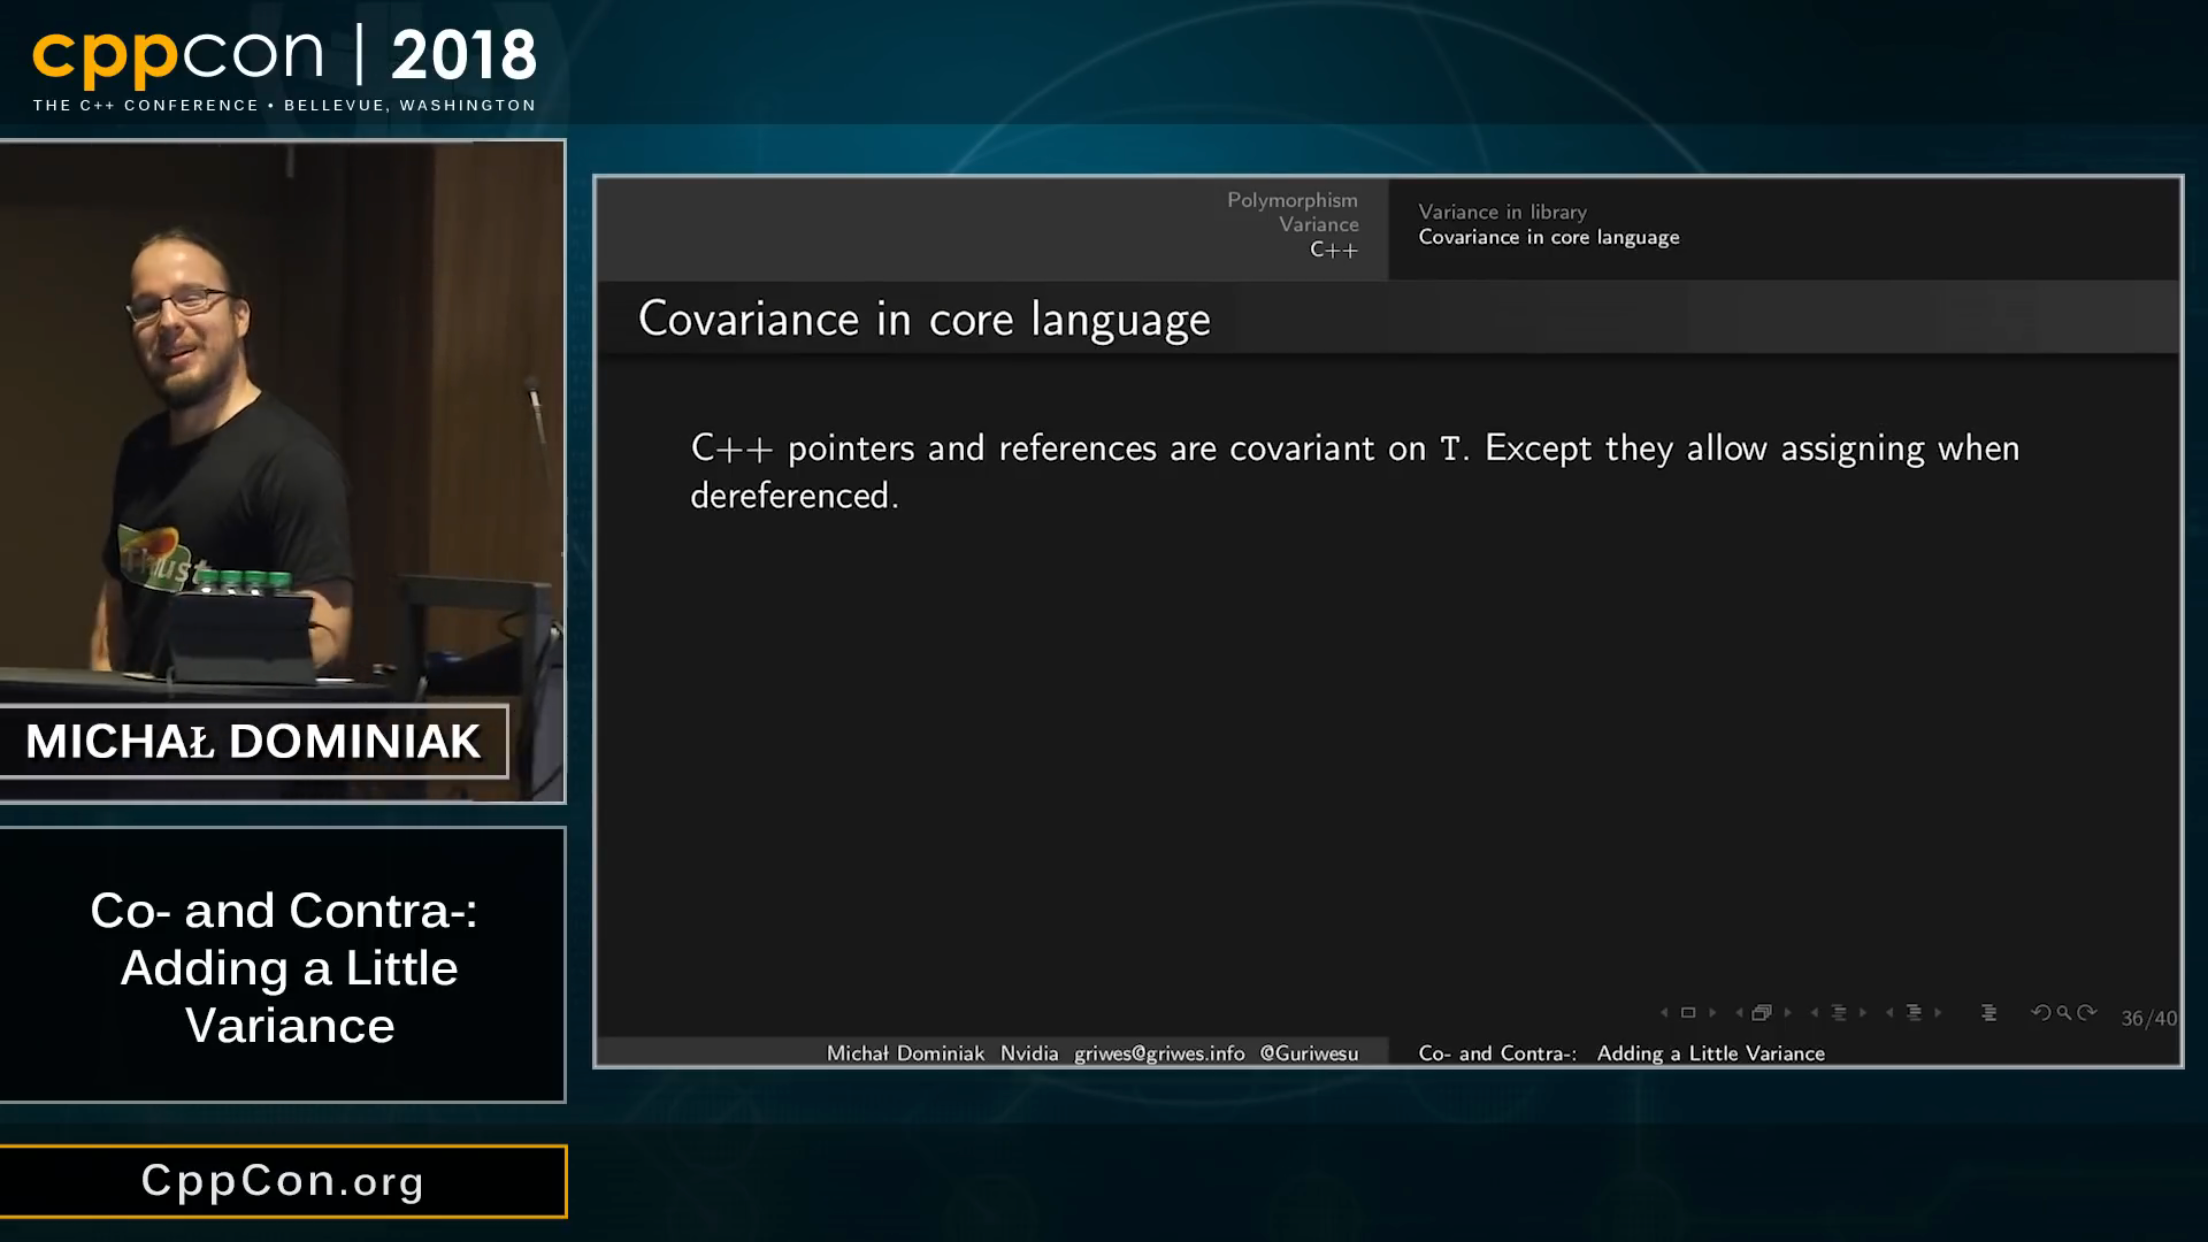 cppcon | 2018
THE C++ CONFERENCE • BELLEVUE, WASHINGTON
Polymorphism
Variance
C++
Variance in library
Covariance in core language
Covariance in core language
C++ pointers and references are covariant on T. Except they allow assigning when
dereferenced.
36/40
Michał Dominiak Nvidia griwes@griwes.info @Guriwesu
Co- and Contra-: Adding a Little Variance
Thrust
MICHAŁ DOMINIAK
Co- and Contra-:
Adding a Little
Variance
CppCon.org